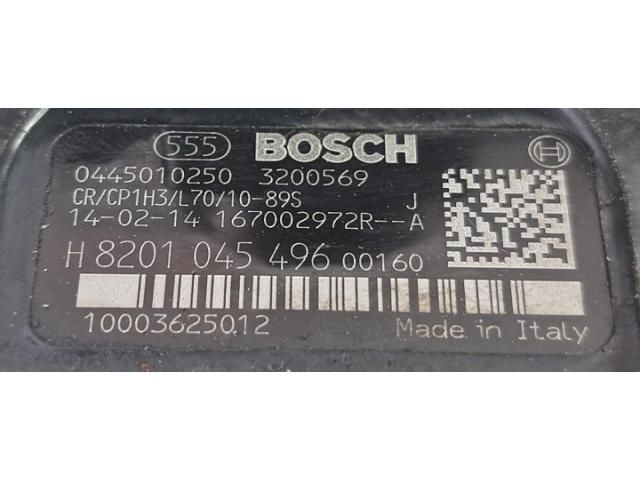 555 BOSCH
0445010250 3200569
CR/CP1H3/L70/10-89S J
14-02-14 167002972R--A
H 8201 045 496 00160
10003625012 Made in Italy